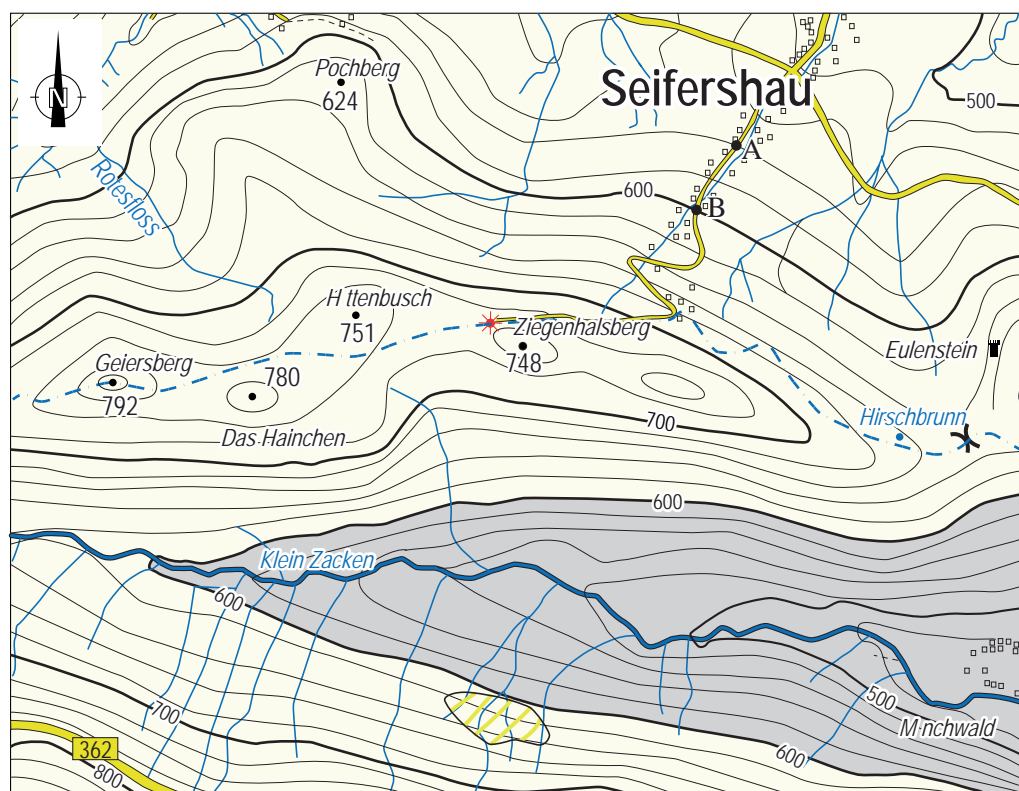 N
Pochberg
624
Seifershau
500
A
Rotesfloss
600
B
H ttenbusch
751
Ziegenhalsberg
748
Eulenstein
Geiersberg
792
780
Hirschbrunn
700
Das Hainchen
600
Klein Zacken
600
500
M nchwald
700
362
600
800